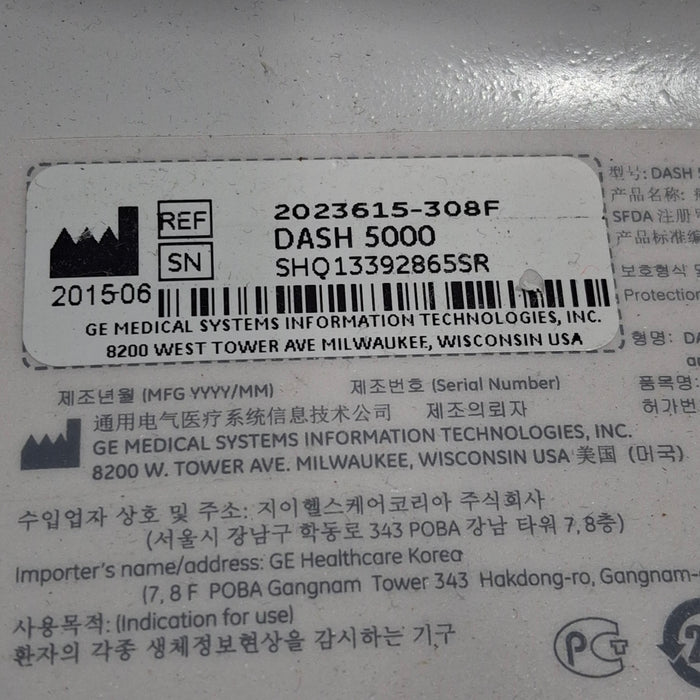 REF 2023615-308F
DASH 5000
SN SHQ13392865SR
2015-06
GE MEDICAL SYSTEMS INFORMATION TECHNOLOGIES, INC.
8200 WEST TOWER AVE MILWAUKEE, WISCONSIN USA
型号: DASH
产品名称:
SFDA 注册
产品标准编
보호형식 및
Protection
형명: DA
품목명:
허가번
제조년월 (MFG YYYY/MM) 제조번호 (Serial Number)
通用电气医疗系统信息技术公司 제조의뢰자
GE MEDICAL SYSTEMS INFORMATION TECHNOLOGIES, INC.
8200 W. TOWER AVE. MILWAUKEE, WISCONSIN USA 美国 (미국)
수입업자 상호 및 주소: 지이헬스케어코리아 주식회사
(서울시 강남구 학동로 343 POBA 강남 타워 7, 8층)
Importer's name/address: GE Healthcare Korea
(7, 8 F POBA Gangnam Tower 343 Hakdong-ro, Gangnam-
사용목적: (Indication for use)
환자의 각종 생체정보현상을 감시하는 기구